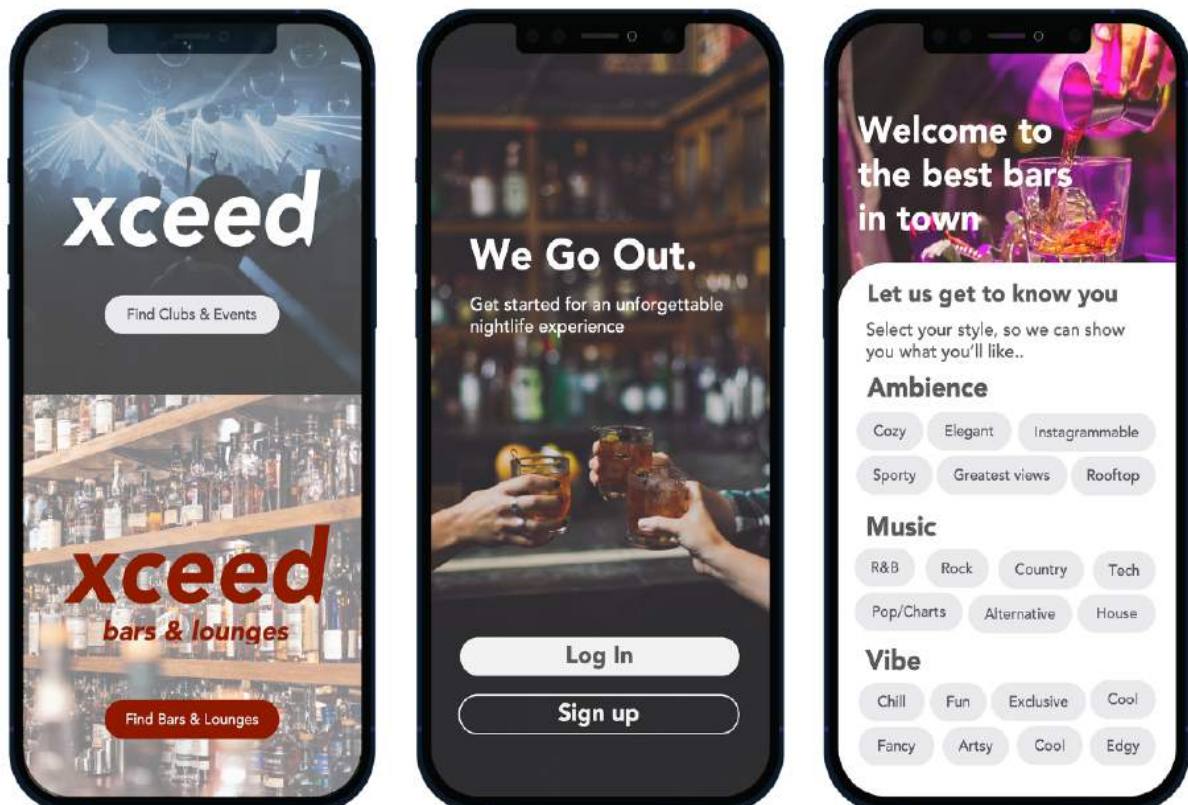 xceed
Find Clubs & Events
xceed
bars & lounges
Find Bars & Lounges
We Go Out.
Get started for an unforgettable
nightlife experience
Log In
Sign up
Welcome to
the best bars
in town
Let us get to know you
Select your style, so we can show
you what you'll like..
Ambience
Cozy Elegant Instagrammable
Sporty Greatest views Rooftop
Music
R&B Rock Country Tech
Pop/Charts Alternative House
Vibe
Chill Fun Exclusive Cool
Fancy Artsy Cool Edgy